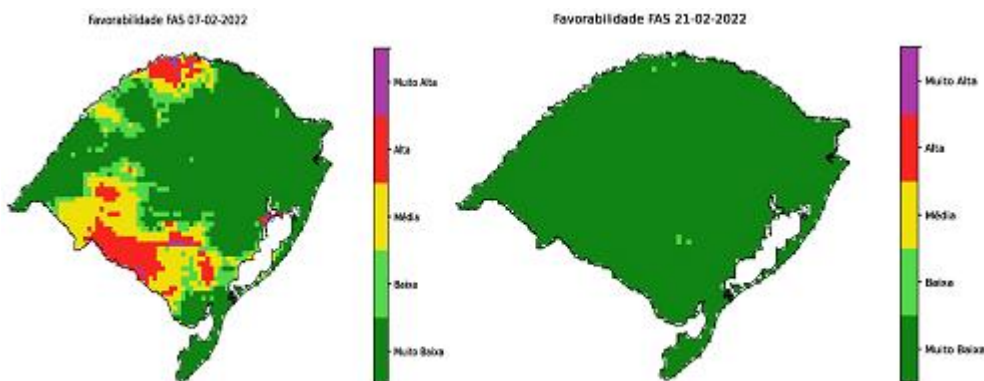 Favorabilidade FAS 07-02-2022
Muito Alta
Alta
Média
Baixa
Muito Baixa
Favorabilidade FAS 21-02-2022
Muito Alta
Alta
Média
Baixa
Muito Baixa